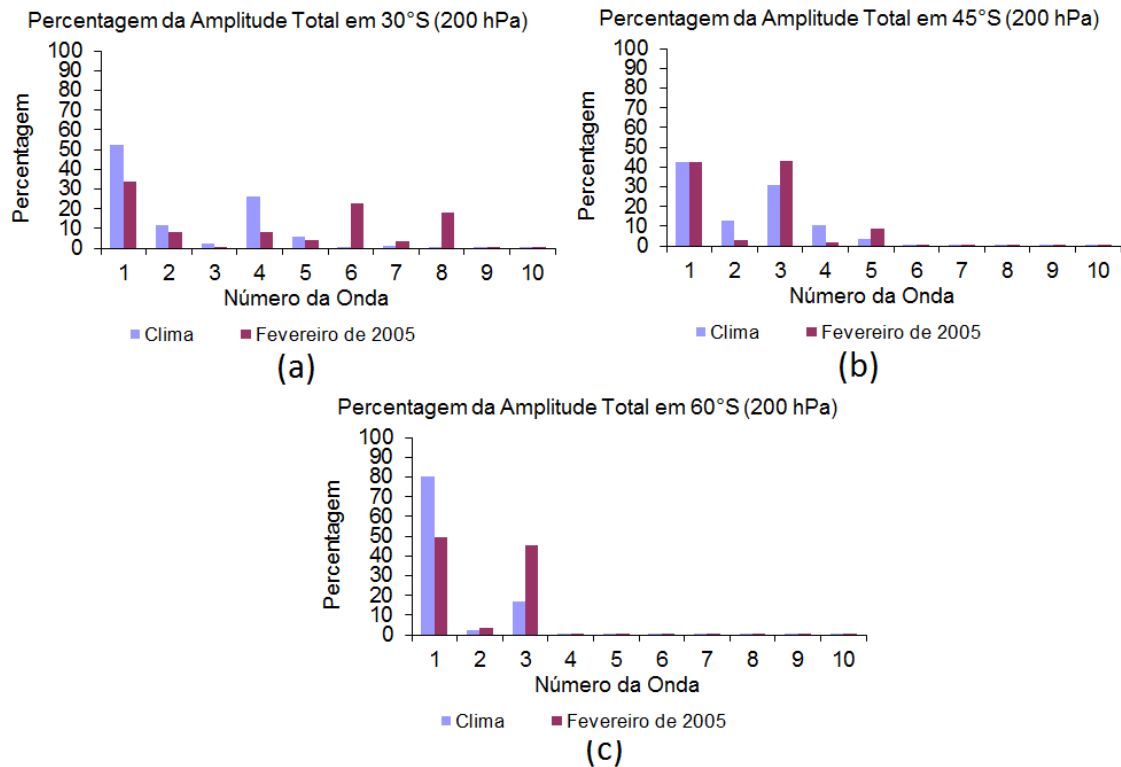 Percentagem da Amplitude Total em 30°S (200 hPa)
100
90
80
70
60
50
40
30
20
10
0
Percentagem
1 2 3 4 5 6 7 8 9 10
Número da Onda
Clima Fevereiro de 2005
(a)
Percentagem da Amplitude Total em 45°S (200 hPa)
100
90
80
70
60
50
40
30
20
10
0
Percentagem
1 2 3 4 5 6 7 8 9 10
Número da Onda
Clima Fevereiro de 2005
(b)
Percentagem da Amplitude Total em 60°S (200 hPa)
100
90
80
70
60
50
40
30
20
10
0
Percentagem
1 2 3 4 5 6 7 8 9 10
Número da Onda
Clima Fevereiro de 2005
(c)